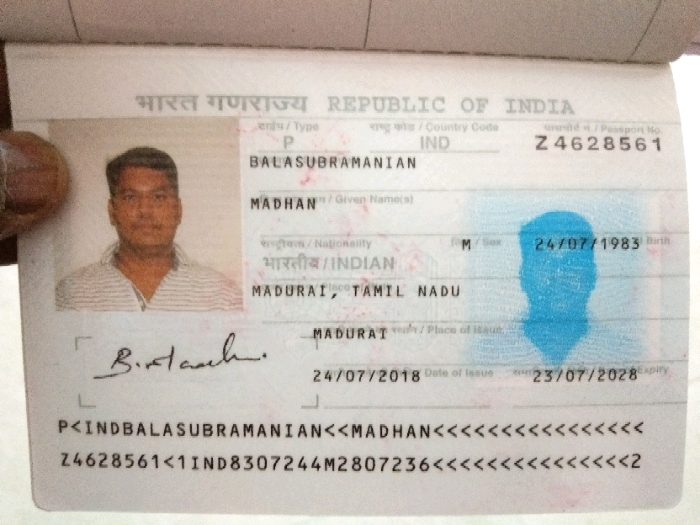 भारत गणराज्य REPUBLIC OF INDIA
टाईप / Type राष्ट्र कोड / Country Code पासपोर्ट नं. / Passport No.
P IND Z4628561
BALASUBRAMANIAN
/ Given Name(s)
MADHAN
राष्ट्रीयता / Nationality / Sex Birth
भारतीय / INDIAN M 24/07/1983
MADURAI, TAMIL NADU
/ Place of Issue
MADURAI
Date of Issue Expiry
24/07/2018 23/07/2028
P<INDBALASUBRAMANIAN<<MADHAN<<<<<<<<<<<<<<<<
Z4628561<1IND8307244M2807236<<<<<<<<<<<<<<<2